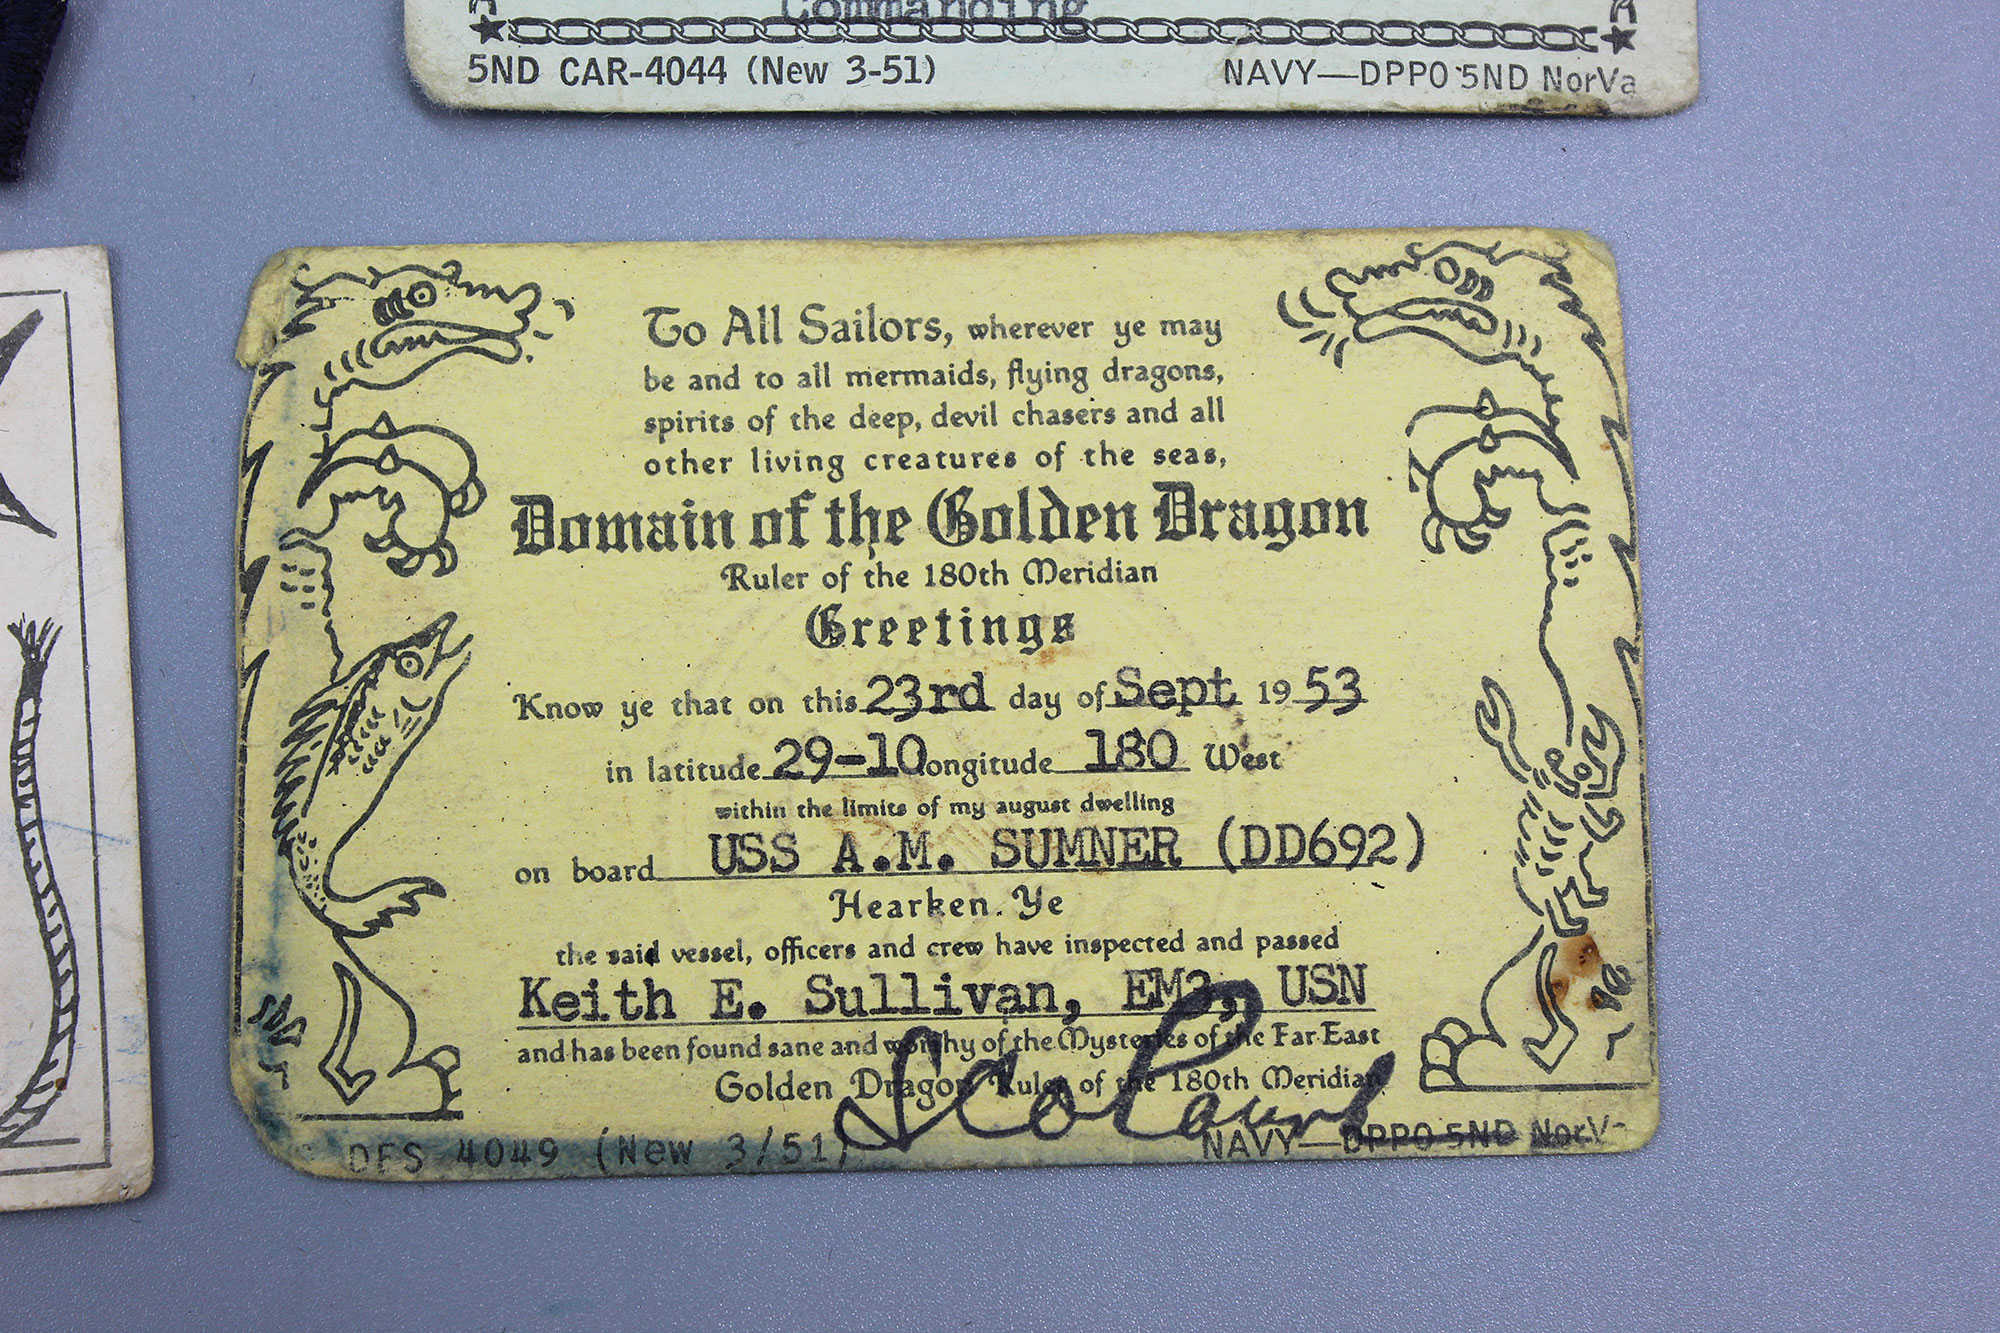 Commanding
5ND CAR-4044 (New 3-51) NAVY—DPPO 5ND NorVa
To All Sailors, wherever ye may
be and to all mermaids, flying dragons,
spirits of the deep, devil chasers and all
other living creatures of the seas,
Domain of the Golden Dragon
Ruler of the 180th Meridian
Greetings
Know ye that on this 23rd day of Sept 1953
in latitude 29-10 longitude 180 West
within the limits of my august dwelling
on board USS A.M. SUMNER (DD692)
Hearken Ye
the said vessel, officers and crew have inspected and passed
Keith E. Sullivan, EM3, USN
and has been found sane and worthy of the Mysteries of the Far East
Golden Dragon Ruler of the 180th Meridian
DFS 4049 (New 3/51) NAVY—DPPO 5ND NorVa